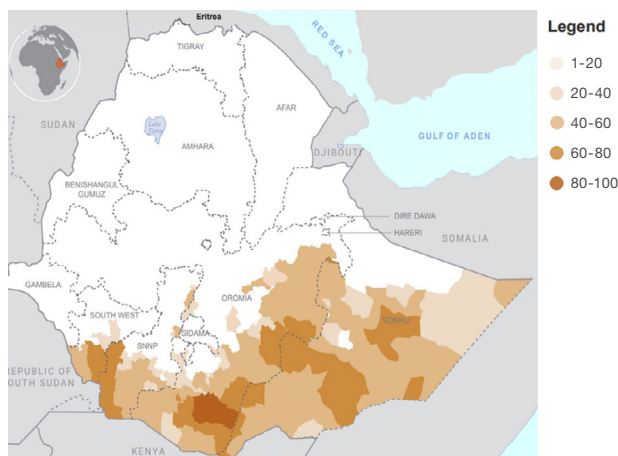 Eritrea
TIGRAY
RED SEA
AFAR
SUDAN
Lake
Tana
AMHARA
GULF OF ADEN
DJIBOUTI
BENISHANGUL
GUMUZ
DIRE DAWA
HARERI
SOMALIA
GAMBELA
OROMIA
SOUTH WEST
SIDAMA
SOMALI
SNNP
REPUBLIC OF
SOUTH SUDAN
KENYA
Legend
1-20
20-40
40-60
60-80
80-100